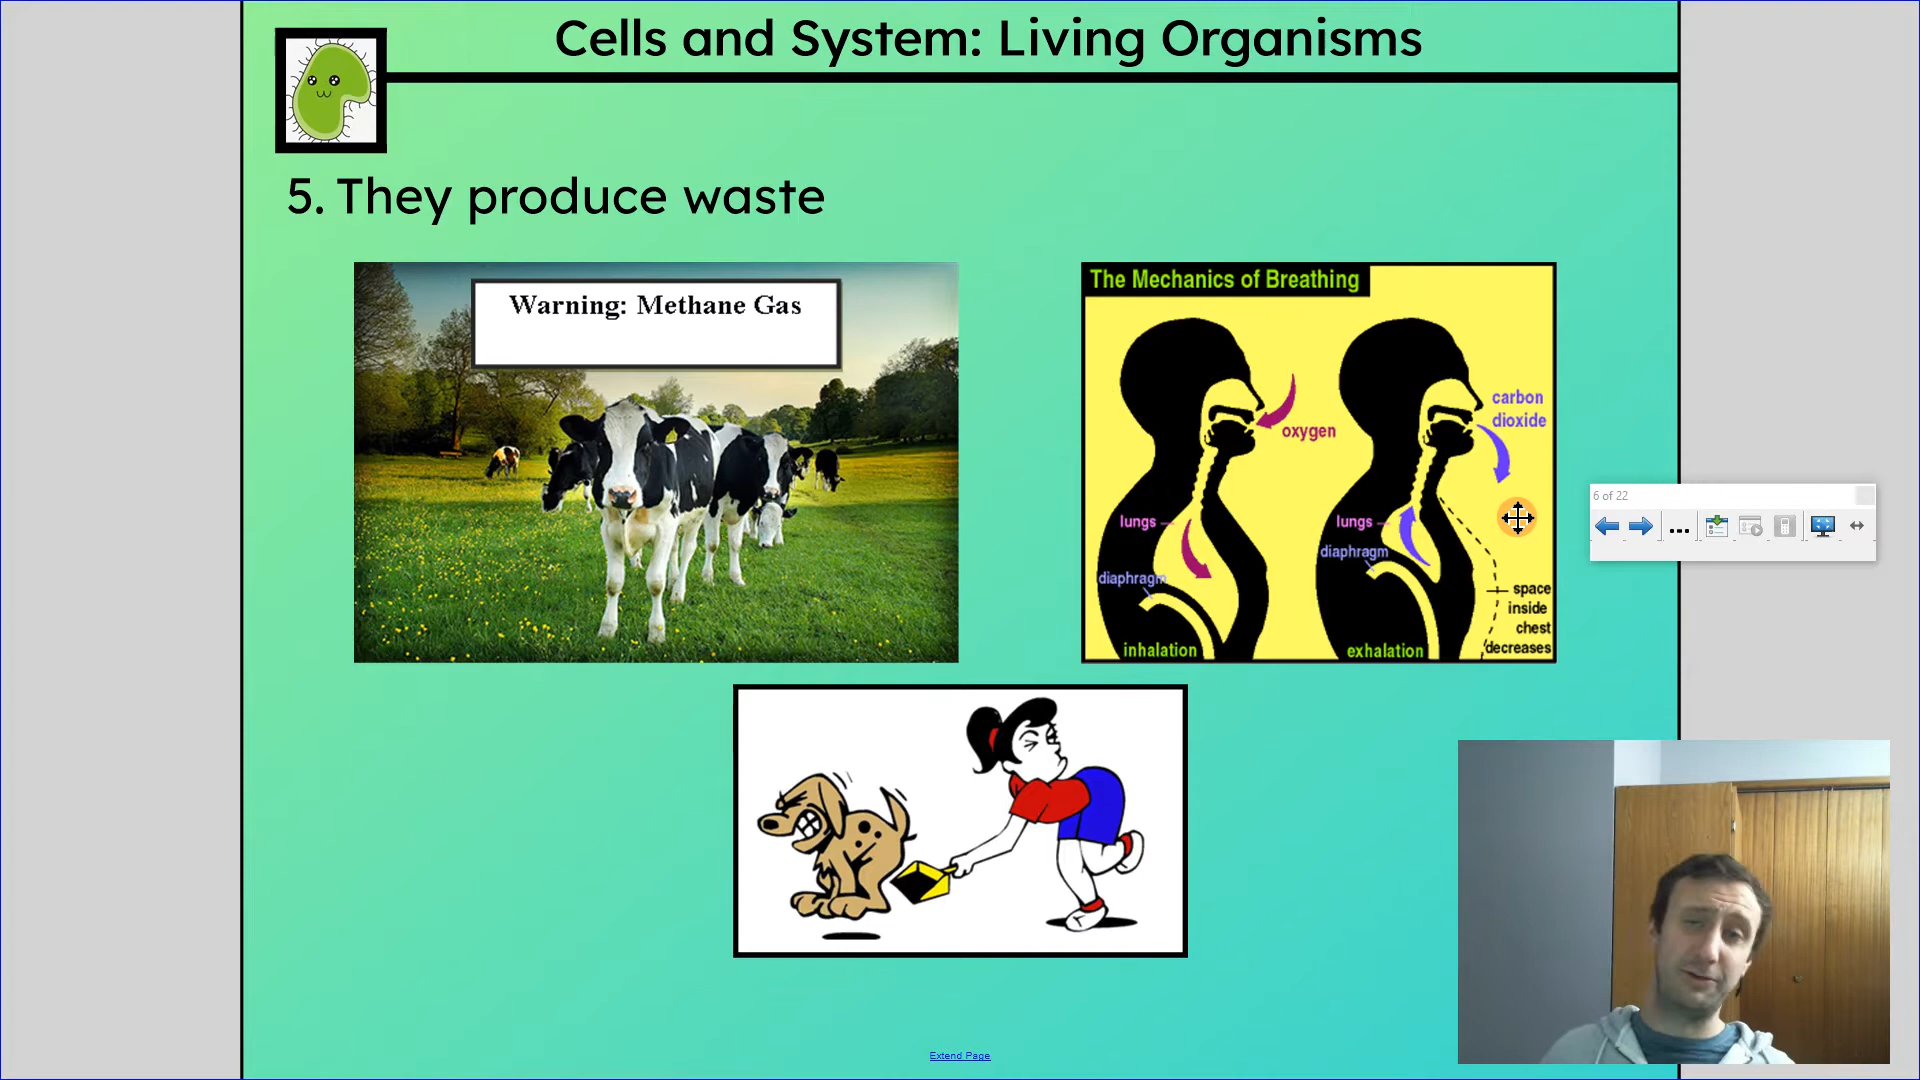 Cells and System: Living Organisms
5. They produce waste
Warning: Methane Gas
The Mechanics of Breathing
oxygen
carbon
dioxide
lungs
diaphragm
inhalation
lungs
diaphragm
exhalation
space
inside
chest
decreases
6 of 22
Extend Page